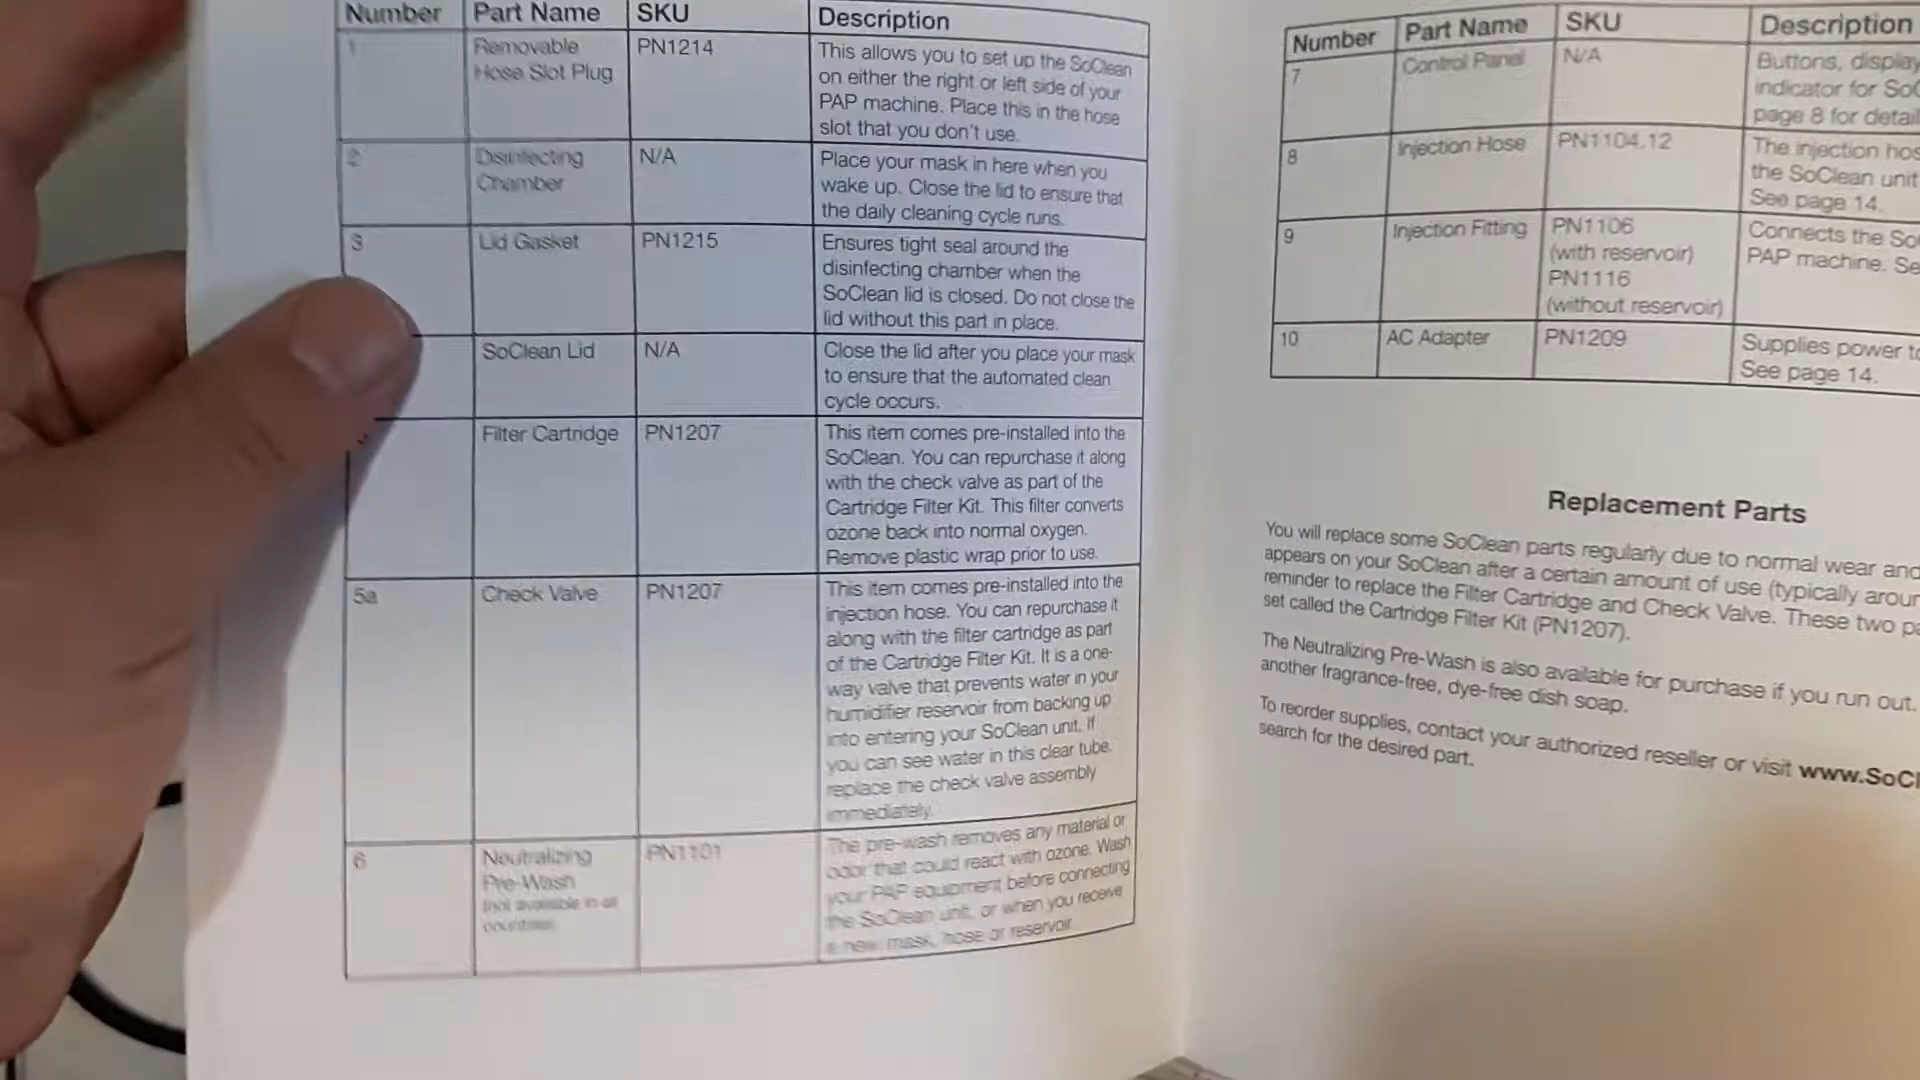 Number Part Name SKU Description
1 Removable Hose Slot Plug PN1214 This allows you to set up the SoClean
on either the right or left side of your
PAP machine. Place this in the hose
slot that you don't use.
2 Disinfecting Chamber N/A Place your mask in here when you
wake up. Close the lid to ensure that
the daily cleaning cycle runs.
3 Lid Gasket PN1215 Ensures tight seal around the
disinfecting chamber when the
SoClean lid is closed. Do not close the
lid without this part in place.
SoClean Lid N/A Close the lid after you place your mask
to ensure that the automated clean
cycle occurs.
Filter Cartridge PN1207 This item comes pre-installed into the
SoClean. You can repurchase it along
with the check valve as part of the
Cartridge Filter Kit. This filter converts
ozone back into normal oxygen.
Remove plastic wrap prior to use.
5a Check Valve PN1207 This item comes pre-installed into the
injection hose. You can repurchase it
along with the filter cartridge as part
of the Cartridge Filter Kit. It is a one-
way valve that prevents water in your
humidifier reservoir from backing up
into entering your SoClean unit. If
you can see water in this clear tube,
replace the check valve assembly
immediately.
6 Neutralizing Pre-Wash (not available in all countries) PN1101 The pre-wash removes any material or
odor that could react with ozone. Wash
your PAP equipment before connecting
the SoClean unit, or when you receive
a new mask, hose or reservoir.
Number Part Name SKU Description
7 Control Panel N/A Buttons, display
indicator for SoC
page 8 for detail
8 Injection Hose PN1104.12 The injection hos
the SoClean unit
See page 14.
9 Injection Fitting PN1106 Connects the So
(with reservoir) PAP machine. Se
PN1116
(without reservoir)
10 AC Adapter PN1209 Supplies power to
See page 14.
Replacement Parts
You will replace some SoClean parts regularly due to normal wear and
appears on your SoClean after a certain amount of use (typically aroun
reminder to replace the Filter Cartridge and Check Valve. These two pa
set called the Cartridge Filter Kit (PN1207).
The Neutralizing Pre-Wash is also available for purchase if you run out.
another fragrance-free, dye-free dish soap.
To reorder supplies, contact your authorized reseller or visit www.SoCl
search for the desired part.